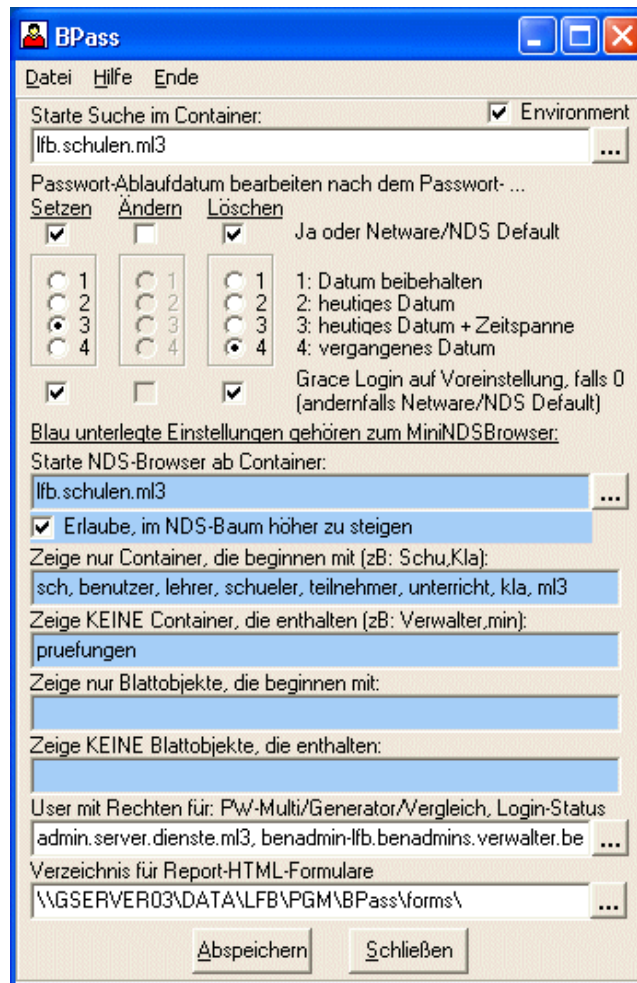 BPass
Datei Hilfe Ende
Starte Suche im Container: Environment
lfb.schulen.ml3 ...
Passwort-Ablaufdatum bearbeiten nach dem Passwort- ...
Setzen Ändern Löschen
Ja oder Netware/NDS Default
1 1 1 1: Datum beibehalten
2 2 2 2: heutiges Datum
3 3 3 3: heutiges Datum + Zeitspanne
4 4 4 4: vergangenes Datum
Grace Login auf Voreinstellung, falls 0
(andernfalls Netware/NDS Default)
Blau unterlegte Einstellungen gehören zum MiniNDSBrowser:
Starte NDS-Browser ab Container:
lfb.schulen.ml3 ...
Erlaube, im NDS-Baum höher zu steigen
Zeige nur Container, die beginnen mit (zB: Schu,Kla):
sch, benutzer, lehrer, schueler, teilnehmer, unterricht, kla, ml3
Zeige KEINE Container, die enthalten (zB: Verwalter,min):
pruefungen
Zeige nur Blattobjekte, die beginnen mit:
Zeige KEINE Blattobjekte, die enthalten:
User mit Rechten für: PW-Multi/Generator/Vergleich, Login-Status
admin.server.dienste.ml3, benadmin-lfb.benadmins.verwalter.be ...
Verzeichnis für Report-HTML-Formulare
\\GSERVER03\DATA\LFB\PGM\BPass\forms\ ...
Abspeichern Schließen